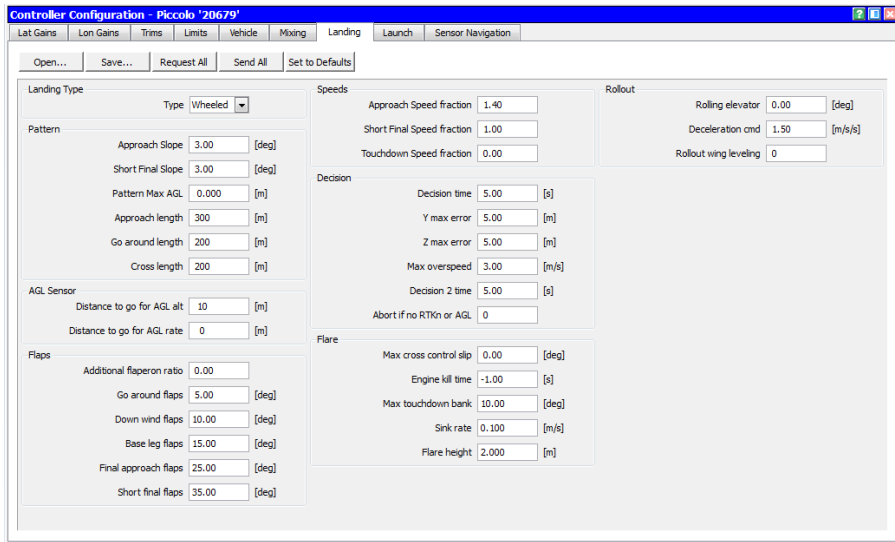 Controller Configuration - Piccolo '20679'
Lat Gains Lon Gains Trims Limits Vehicle Mixing Landing Launch Sensor Navigation
Open... Save... Request All Send All Set to Defaults
Landing Type
Type Wheeled
Pattern
Approach Slope 3.00 [deg]
Short Final Slope 3.00 [deg]
Pattern Max AGL 0.000 [m]
Approach length 300 [m]
Go around length 200 [m]
Cross length 200 [m]
AGL Sensor
Distance to go for AGL alt 10 [m]
Distance to go for AGL rate 0 [m]
Flaps
Additional flaperon ratio 0.00
Go around flaps 5.00 [deg]
Down wind flaps 10.00 [deg]
Base leg flaps 15.00 [deg]
Final approach flaps 25.00 [deg]
Short final flaps 35.00 [deg]
Speeds
Approach Speed fraction 1.40
Short Final Speed fraction 1.00
Touchdown Speed fraction 0.00
Decision
Decision time 5.00 [s]
Y max error 5.00 [m]
Z max error 5.00 [m]
Max overspeed 3.00 [m/s]
Decision 2 time 5.00 [s]
Abort if no RTKn or AGL 0
Flare
Max cross control slip 0.00 [deg]
Engine kill time -1.00 [s]
Max touchdown bank 10.00 [deg]
Sink rate 0.100 [m/s]
Flare height 2.000 [m]
Rollout
Rolling elevator 0.00 [deg]
Deceleration cmd 1.50 [m/s/s]
Rollout wing leveling 0